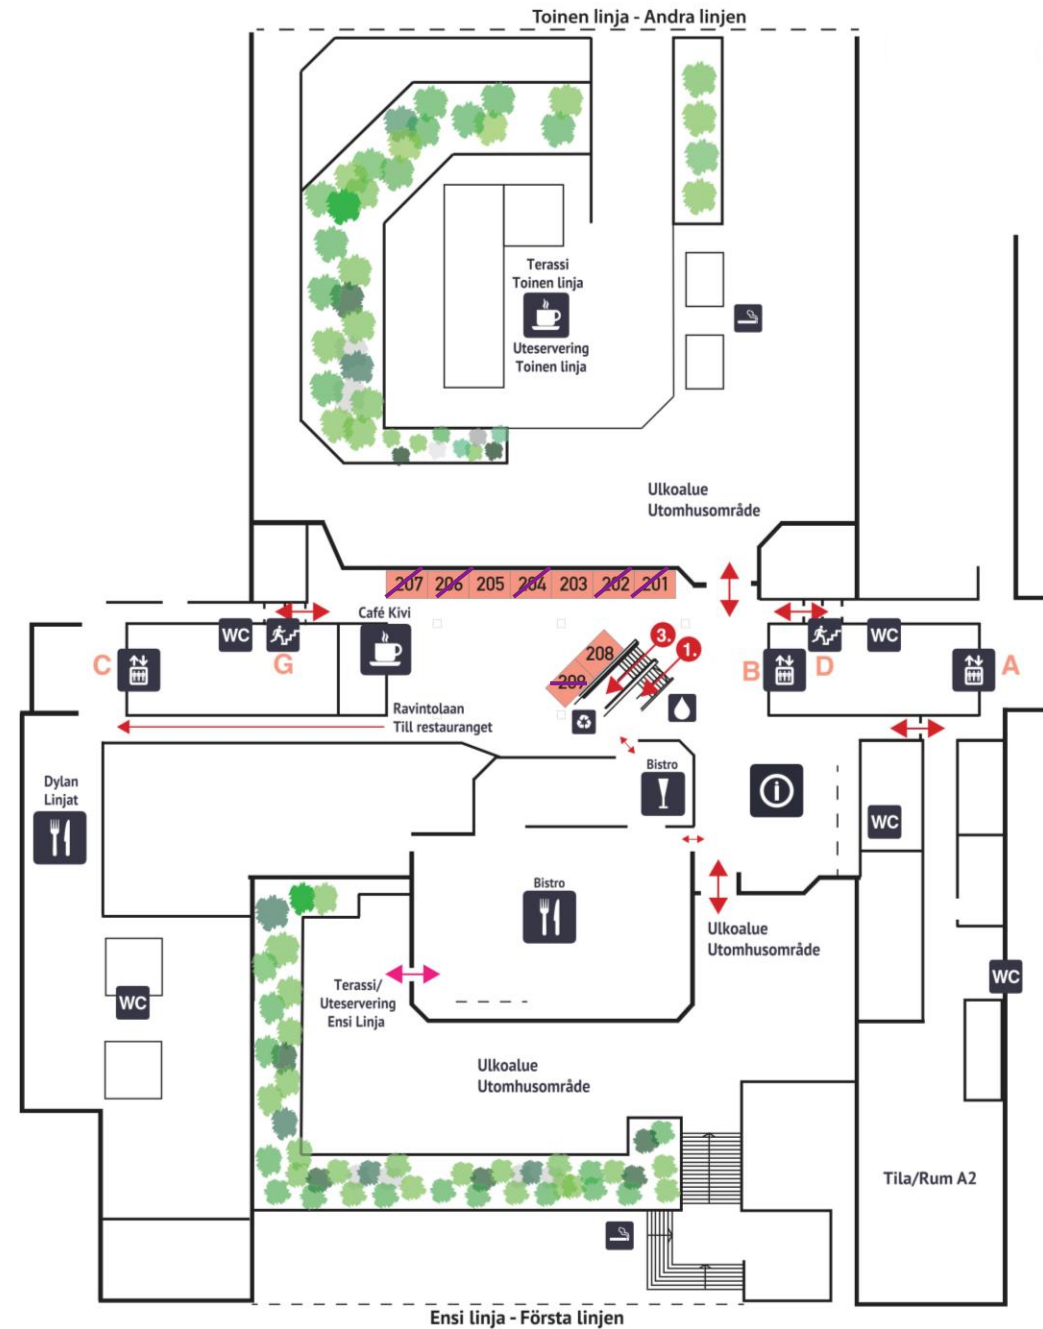 Toinen linja - Andra linjen
Terassi
Toinen linja
Uteservering
Toinen linja
Ulkoalue
Utomhusområde
207 206 205 204 203 202 201
Café Kivi
WC
WC
C
G
208
209
3.
1.
B
D
A
Ravintolaan
Till restauranget
Dylan
Linjat
Bistro
WC
Bistro
Ulkoalue
Utomhusområde
WC
WC
Terassi/
Uteservering
Ensi Linja
Ulkoalue
Utomhusområde
Tila/Rum A2
Ensi linja - Första linjen